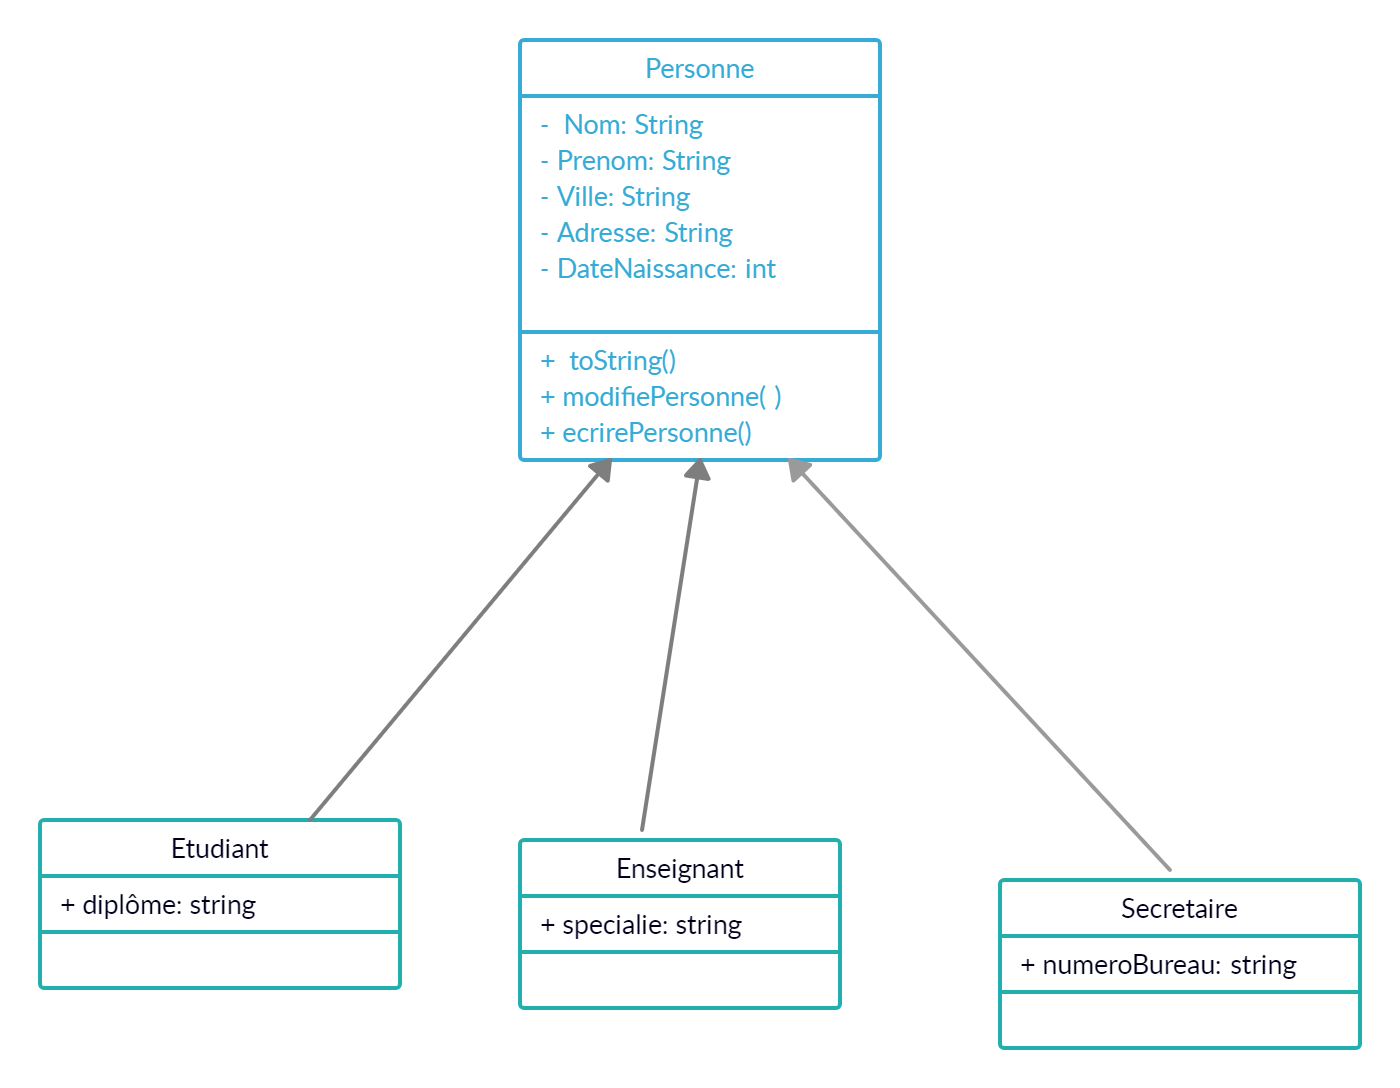 Personne
- Nom: String
- Prenom: String
- Ville: String
- Adresse: String
- DateNaissance: int
+ toString()
+ modifiePersonne( )
+ ecrirePersonne()
Etudiant
+ diplôme: string
Enseignant
+ specialie: string
Secretaire
+ numeroBureau: string